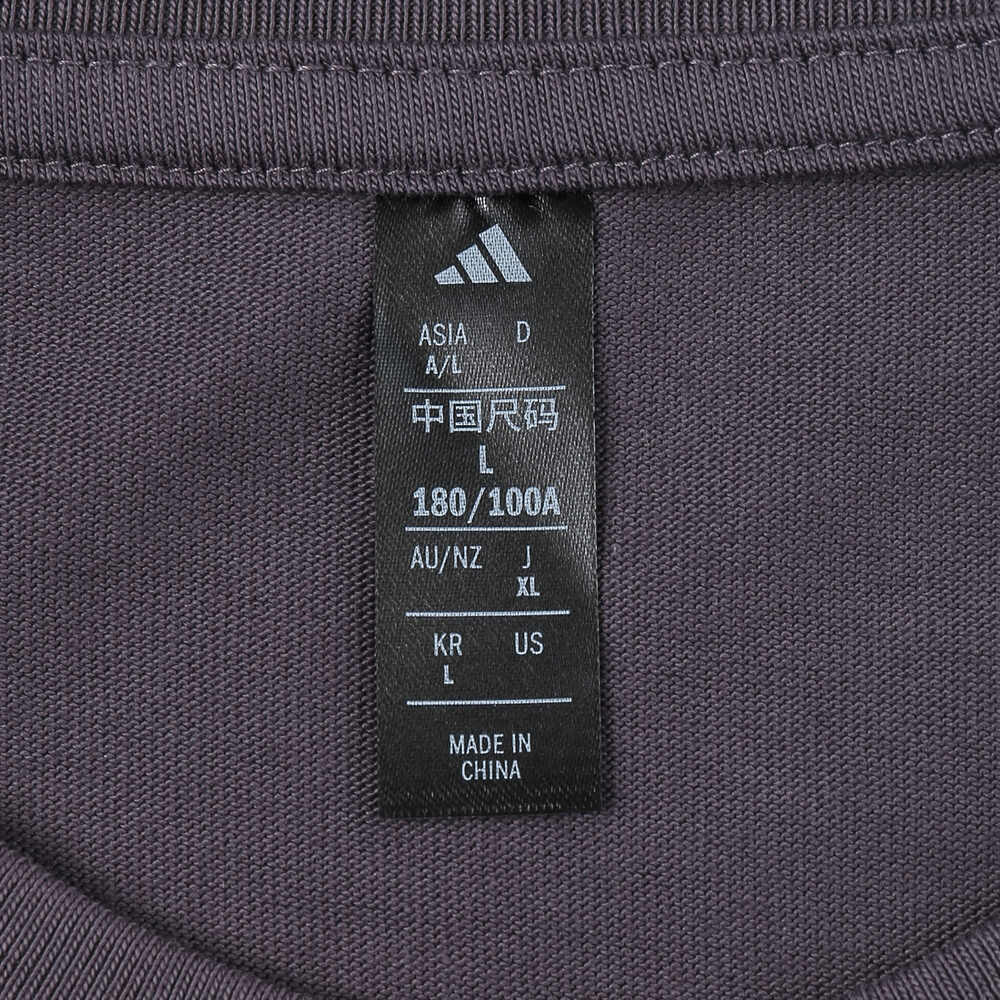 ASIA D
A/L
中国尺码
L
180/100A
AU/NZ J
XL
KR US
L
MADE IN
CHINA